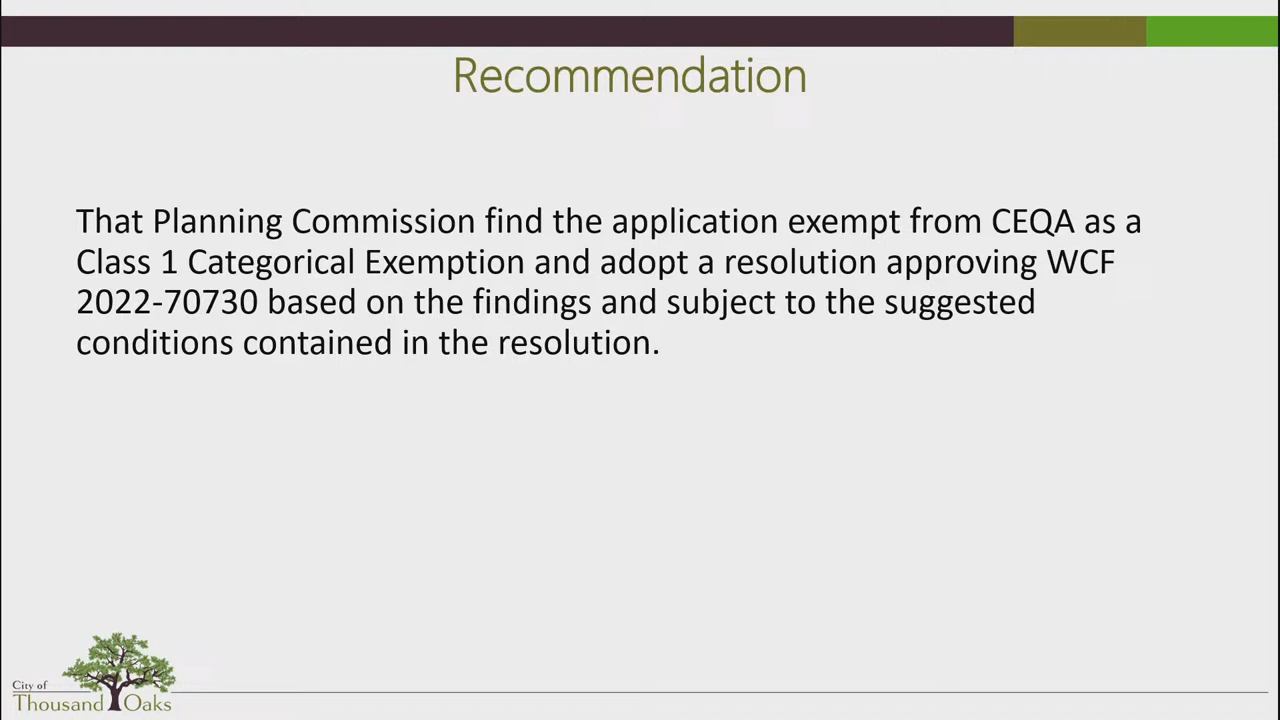 Recommendation
That Planning Commission find the application exempt from CEQA as a
Class 1 Categorical Exemption and adopt a resolution approving WCF
2022-70730 based on the findings and subject to the suggested
conditions contained in the resolution.
City of
Thousand Oaks